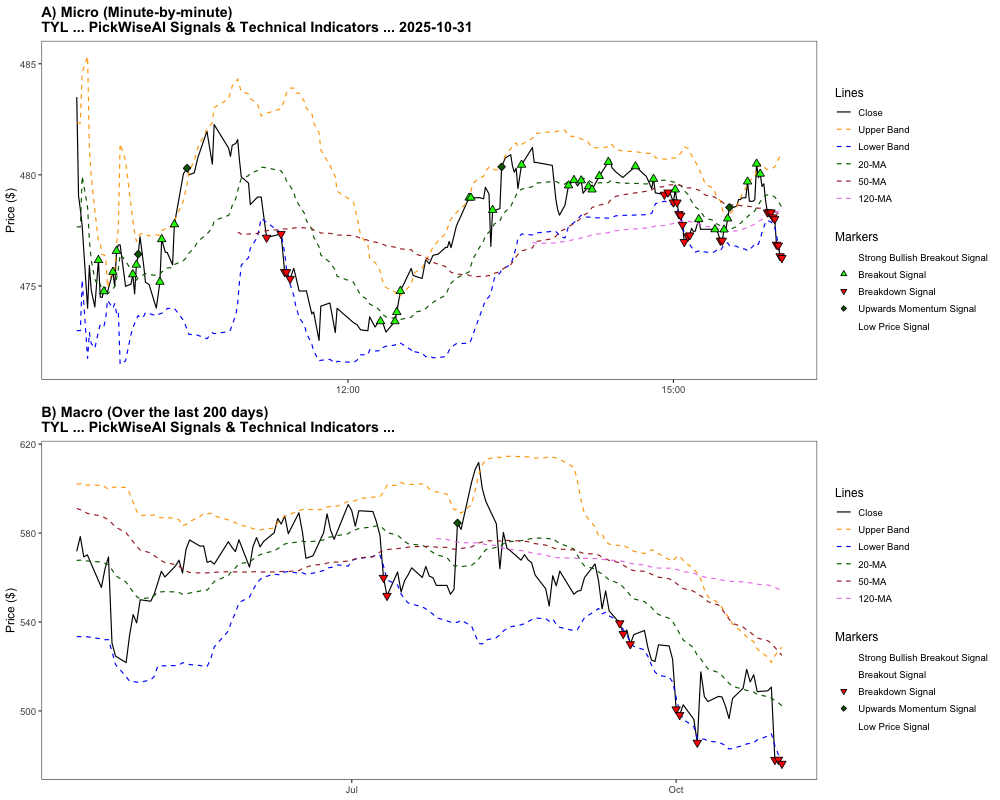 A) Micro (Minute-by-minute)
TYL ... PickWiseAI Signals & Technical Indicators ... 2025-10-31
485
480
475
Price ($)
12:00
15:00
Lines
Close
Upper Band
Lower Band
20-MA
50-MA
120-MA
Markers
Strong Bullish Breakout Signal
Breakout Signal
Breakdown Signal
Upwards Momentum Signal
Low Price Signal
B) Macro (Over the last 200 days)
TYL ... PickWiseAI Signals & Technical Indicators ...
620
580
540
500
Price ($)
Jul
Oct
Lines
Close
Upper Band
Lower Band
20-MA
50-MA
120-MA
Markers
Strong Bullish Breakout Signal
Breakout Signal
Breakdown Signal
Upwards Momentum Signal
Low Price Signal